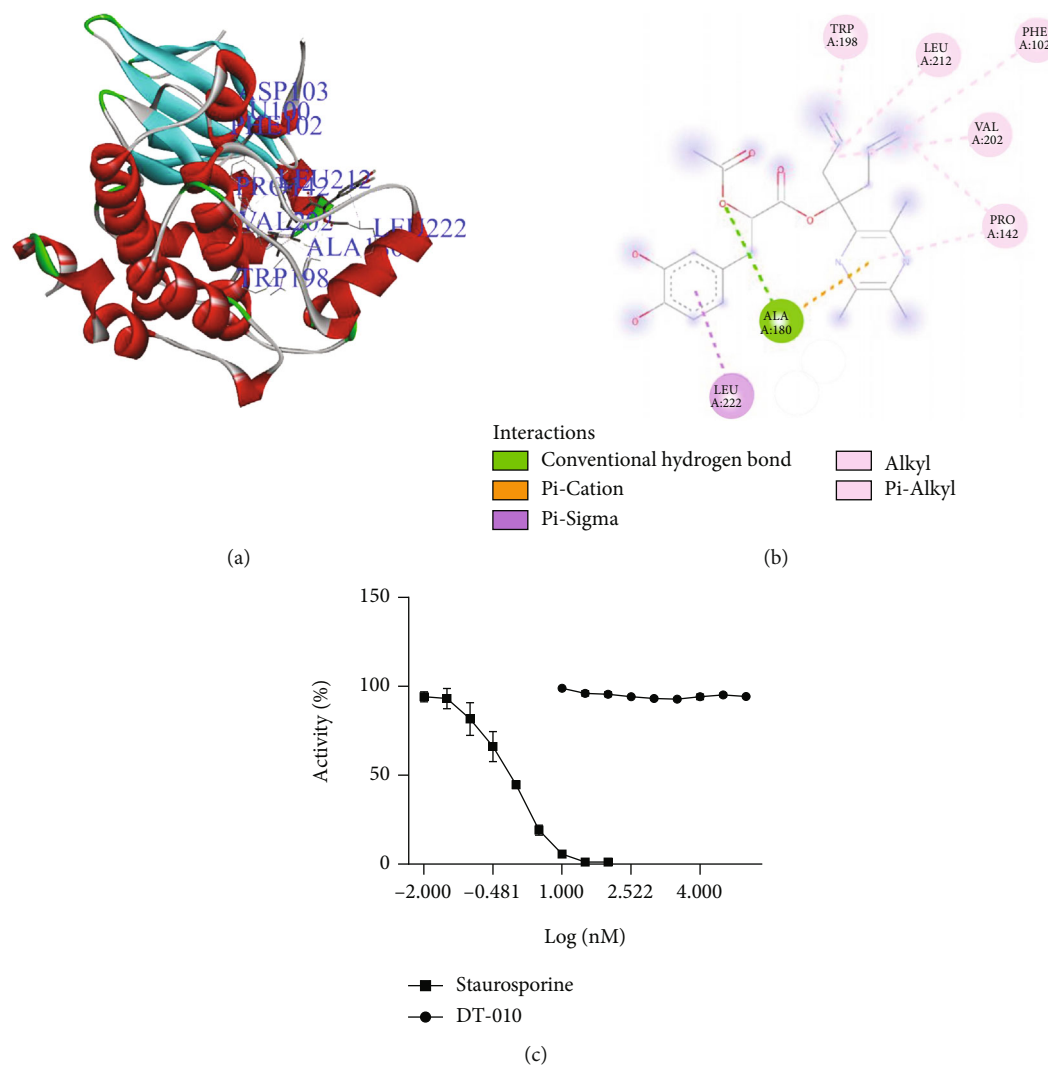 ASP103
PHE102
LEU212
VAL202
LEU222
TRP198
(a)
TRP
A:198
LEU
A:212
PHE
A:102
VAL
A:202
PRO
A:142
ALA
A:180
LEU
A:222
O
O
O
O
O
O
N
N
Interactions
Conventional hydrogen bond
Pi-Cation
Pi-Sigma
Alkyl
Pi-Alkyl
(b)
150
100
50
0
Activity (%)
−2.000 −0.481 1.000 2.522 4.000
Log (nM)
Staurosporine
DT-010
(c)